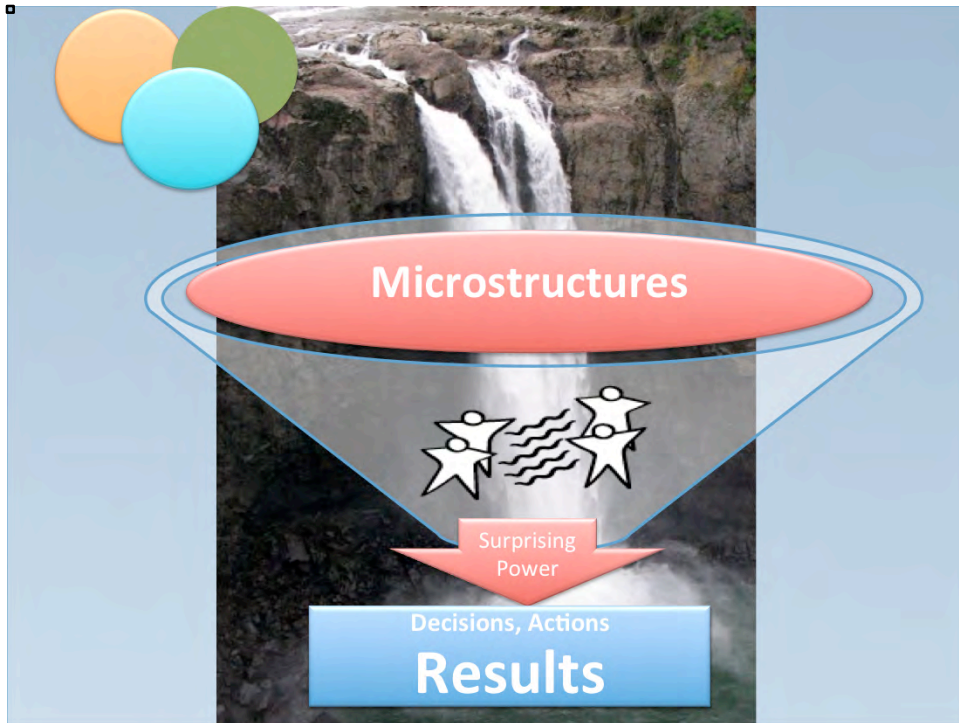 Microstructures
Surprising
Power
Decisions, Actions
Results